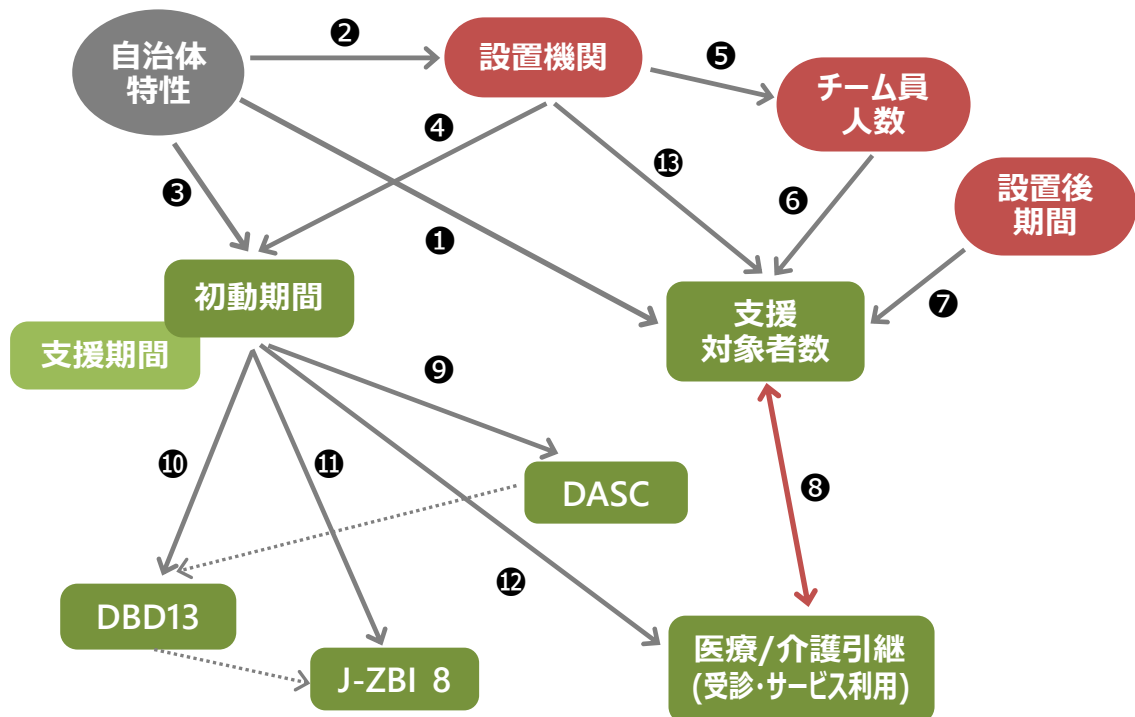 自治体
特性
❷
設置機関
❺
チーム員
人数
❹
⓭
❸
❻
設置後
期間
❶
初動期間
支援
対象者数
❼
支援期間
❾
❿
⓫
DASC
❽
⓬
DBD13
医療/介護引継
(受診・サービス利用)
J-ZBI 8